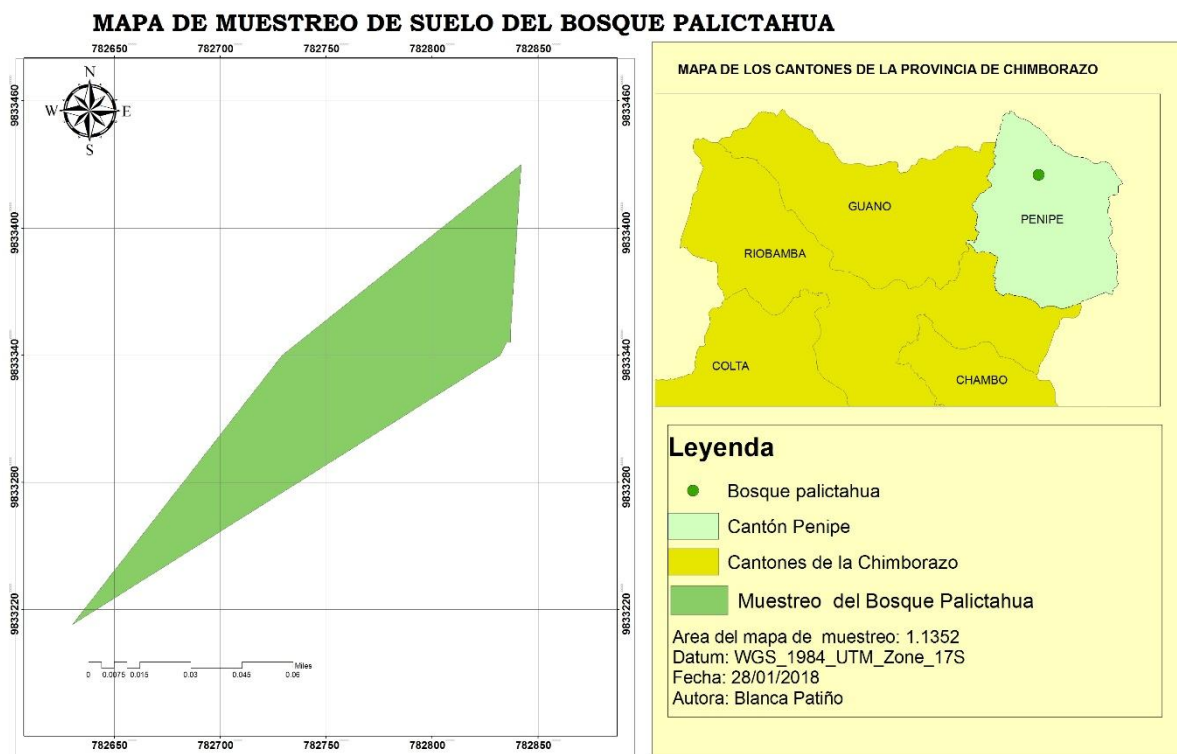 MAPA DE MUESTREO DE SUELO DEL BOSQUE PALICTAHUA
782650 782700 782750 782800 782850
N
W E
S
9833460 9833460
9833400 9833400
9833340 9833340
9833280 9833280
9833220 9833220
Miles
0 0.0075 0.015 0.03 0.045 0.06
782650 782700 782750 782800 782850
MAPA DE LOS CANTONES DE LA PROVINCIA DE CHIMBORAZO
GUANO
PENIPE
RIOBAMBA
COLTA
CHAMBO
Leyenda
Bosque palictahua
Cantón Penipe
Cantones de la Chimborazo
Muestreo del Bosque Palictahua
Area del mapa de muestreo: 1.1352
Datum: WGS_1984_UTM_Zone_17S
Fecha: 28/01/2018
Autora: Blanca Patiño